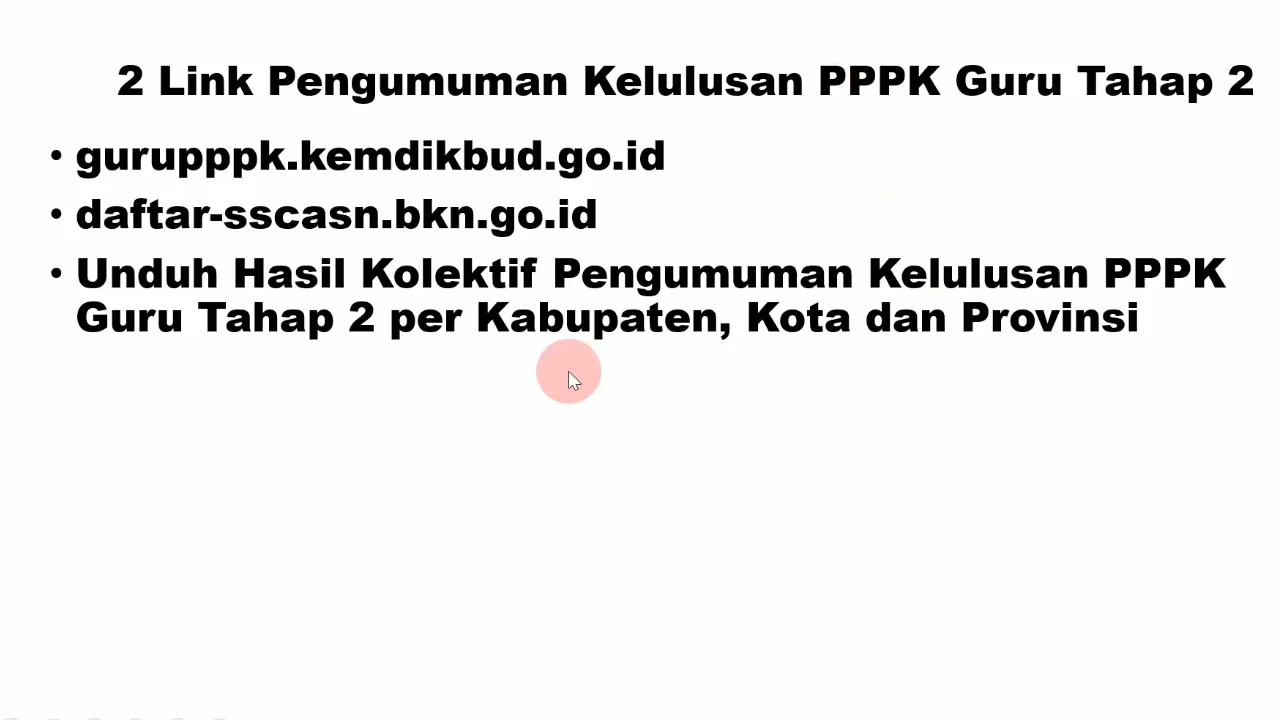 2 Link Pengumuman Kelulusan PPPK Guru Tahap 2
• gurupppk.kemdikbud.go.id
• daftar-sscasn.bkn.go.id
• Unduh Hasil Kolektif Pengumuman Kelulusan PPPK
Guru Tahap 2 per Kabupaten, Kota dan Provinsi